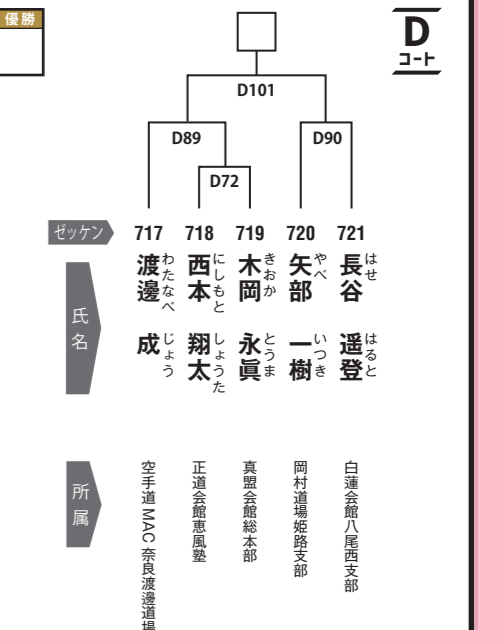 優勝
D
コート
D101
D89
D90
D72
ゼッケン
717
718
719
720
721
氏名
渡邊 成
わたなべ じょう
西本 翔太
にしもと しょうた
木岡 永眞
きおか とうま
矢部 一樹
やべ いつき
長谷 遥登
はせ はると
所属
空手道 MAC 奈良渡邊道場
正道会館恵風塾
真盟会館総本部
岡村道場姫路支部
白蓮会館八尾西支部